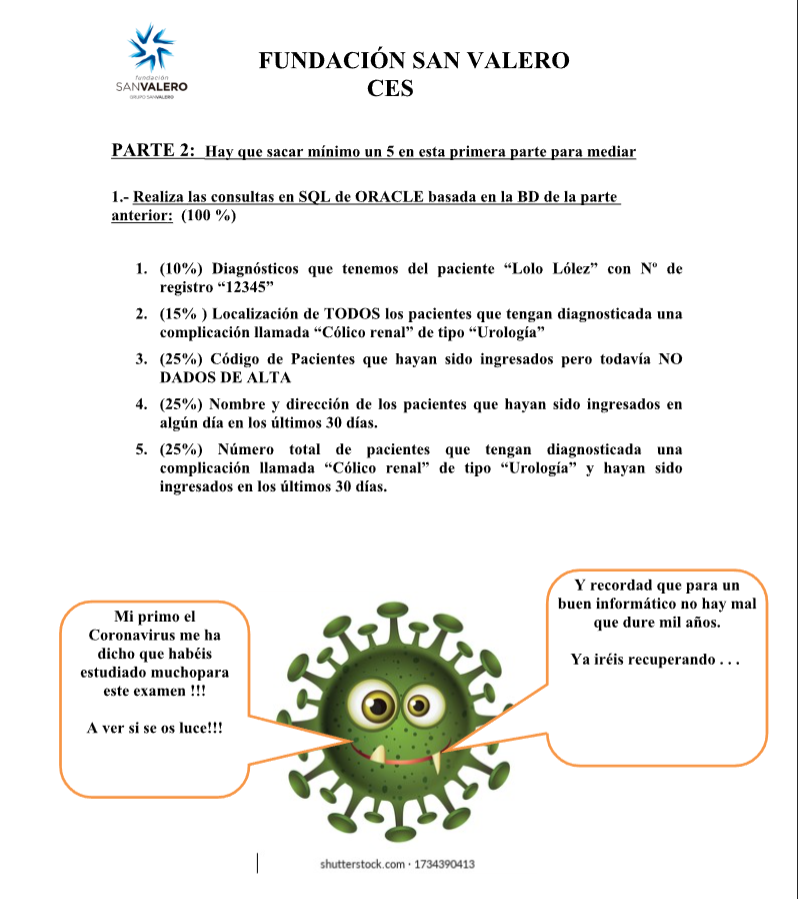 fundación
SANVALERO
GRUPO SANVALERO
FUNDACIÓN SAN VALERO
CES
PARTE 2: Hay que sacar mínimo un 5 en esta primera parte para mediar
1.- Realiza las consultas en SQL de ORACLE basada en la BD de la parte
anterior: (100 %)
1. (10%) Diagnósticos que tenemos del paciente “Lolo Lólez” con Nº de
registro “12345”
2. (15% ) Localización de TODOS los pacientes que tengan diagnosticada una
complicación llamada “Cólico renal” de tipo “Urología”
3. (25%) Código de Pacientes que hayan sido ingresados pero todavía NO
DADOS DE ALTA
4. (25%) Nombre y dirección de los pacientes que hayan sido ingresados en
algún día en los últimos 30 días.
5. (25%) Número total de pacientes que tengan diagnosticada una
complicación llamada “Cólico renal” de tipo “Urología” y hayan sido
ingresados en los últimos 30 días.
Mi primo el
Coronavirus me ha
dicho que habéis
estudiado muchopara
este examen !!!
A ver si se os luce!!!
Y recordad que para un
buen informático no hay mal
que dure mil años.
Ya iréis recuperando . . .
shutterstock.com · 1734390413